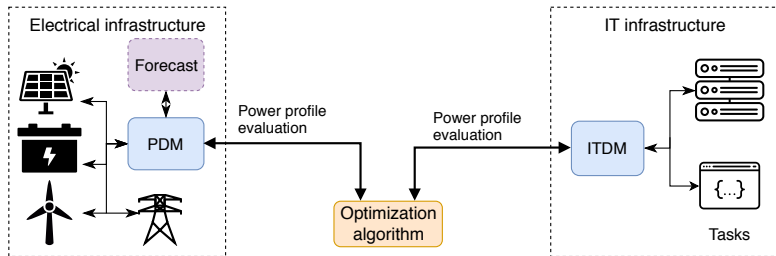 Electrical infrastructure
Forecast
PDM
Power profile
evaluation
Optimization
algorithm
Power profile
evaluation
IT infrastructure
ITDM
{...}
Tasks